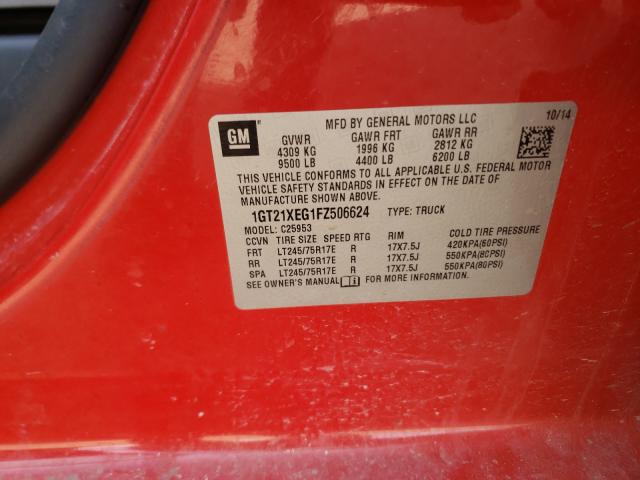 GM
MFD BY GENERAL MOTORS LLC 10/14
GVWR GAWR FRT GAWR RR
4309 KG 1996 KG 2812 KG
9500 LB 4400 LB 6200 LB
THIS VEHICLE CONFORMS TO ALL APPLICABLE U.S. FEDERAL MOTOR
VEHICLE SAFETY STANDARDS IN EFFECT ON THE DATE OF
MANUFACTURE SHOWN ABOVE.
1GT21XEG1FZ506624 TYPE: TRUCK
MODEL: C25953
CCVN TIRE SIZE SPEED RTG RIM COLD TIRE PRESSURE
FRT LT245/75R17E R 17X7.5J 420KPA(60PSI)
RR LT245/75R17E R 17X7.5J 550KPA(80PSI)
SPA LT245/75R17E R 17X7.5J 550KPA(80PSI)
SEE OWNER'S MANUAL FOR MORE INFORMATION.